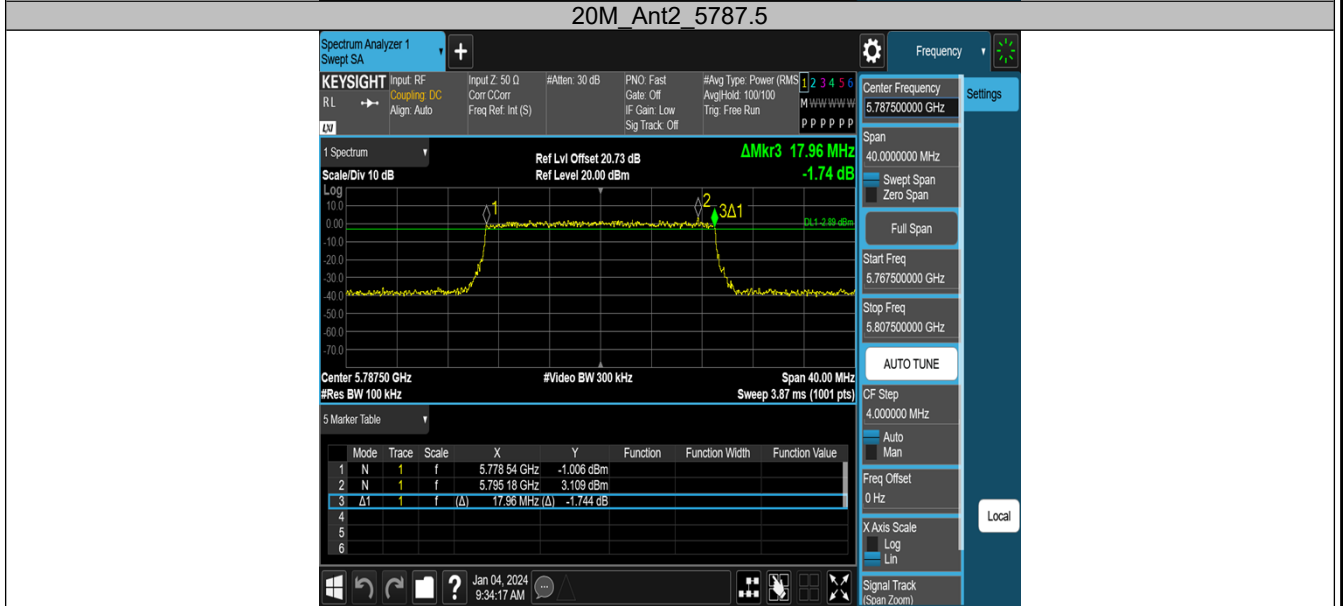 20M_Ant2_5787.5
Spectrum Analyzer 1
Swept SA
+
Frequency
KEYSIGHT
RL
LXI
Input: RF
Coupling: DC
Align: Auto
Input Z: 50 Ω
Corr CCorr
Freq Ref: Int (S)
#Atten: 30 dB
PNO: Fast
Gate: Off
IF Gain: Low
Sig Track: Off
#Avg Type: Power (RMS
Avg|Hold: 100/100
Trig: Free Run
1 2 3 4 5 6
M W W W W W
P P P P P P
1 Spectrum
Scale/Div 10 dB
Ref Lvl Offset 20.73 dB
Ref Level 20.00 dBm
ΔMkr3 17.96 MHz
-1.74 dB
Log
10.0
0.00
-10.0
-20.0
-30.0
-40.0
-50.0
-60.0
-70.0
1
2
3Δ1
DL1 -2.89 dBm
Center 5.78750 GHz
#Res BW 100 kHz
#Video BW 300 kHz
Span 40.00 MHz
Sweep 3.87 ms (1001 pts)
5 Marker Table
Mode Trace Scale X Y Function Function Width Function Value
1 N 1 f 5.778 54 GHz -1.006 dBm
2 N 1 f 5.795 18 GHz 3.109 dBm
3 Δ1 1 f (Δ) 17.96 MHz (Δ) -1.744 dB
4
5
6
?
Jan 04, 2024
9:34:17 AM
Center Frequency
5.787500000 GHz
Span
40.0000000 MHz
Swept Span
Zero Span
Full Span
Start Freq
5.767500000 GHz
Stop Freq
5.807500000 GHz
AUTO TUNE
CF Step
4.000000 MHz
Auto
Man
Freq Offset
0 Hz
X Axis Scale
Log
Lin
Signal Track
(Span Zoom)
Settings
Local